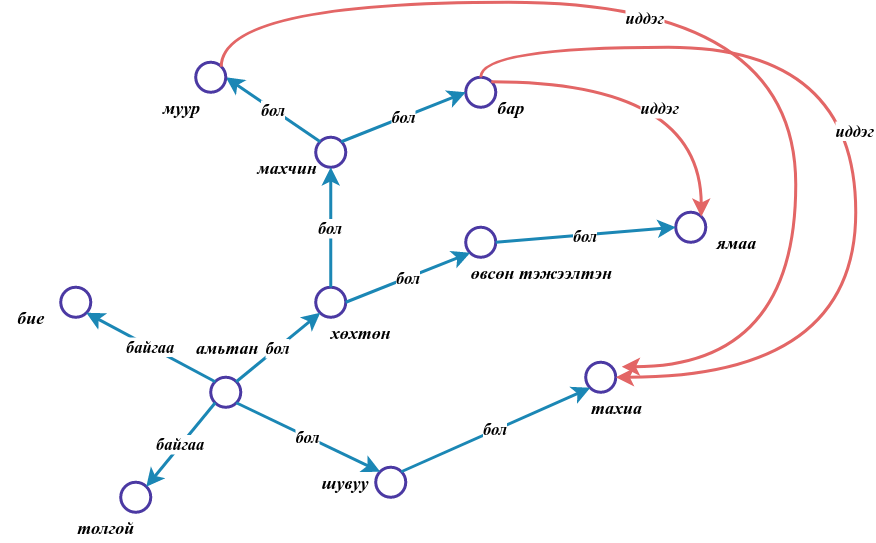 иддэг
муур
бол
бол
бар
иддэг
иддэг
махчин
бол
бол
ямаа
бол
өвсөн тэжээлтэн
бие
хөхтөн
байгаа
амьтан
бол
тахиа
бол
бол
байгаа
шувуу
толгой